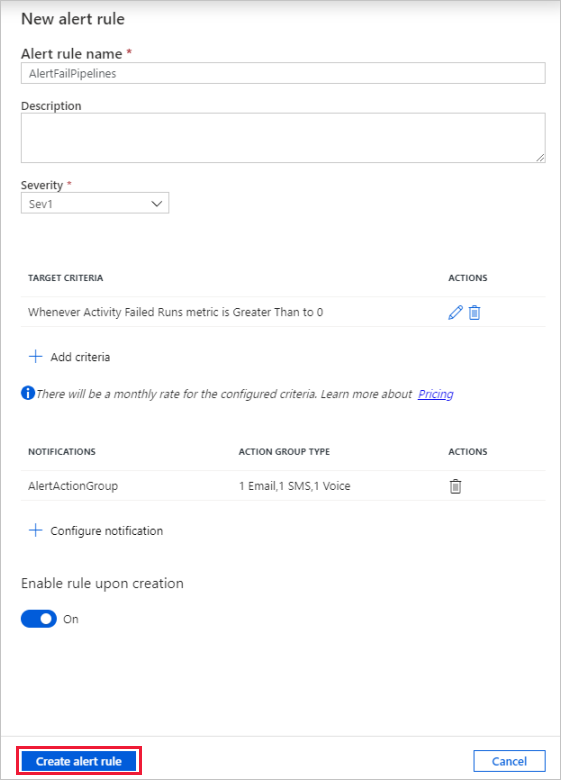 New alert rule
Alert rule name *
AlertFailPipelines
Description
Severity *
Sev1
TARGET CRITERIA ACTIONS
Whenever Activity Failed Runs metric is Greater Than to 0
Add criteria
There will be a monthly rate for the configured criteria. Learn more about Pricing
NOTIFICATIONS ACTION GROUP TYPE ACTIONS
AlertActionGroup 1 Email,1 SMS,1 Voice
Configure notification
Enable rule upon creation
On
Create alert rule Cancel